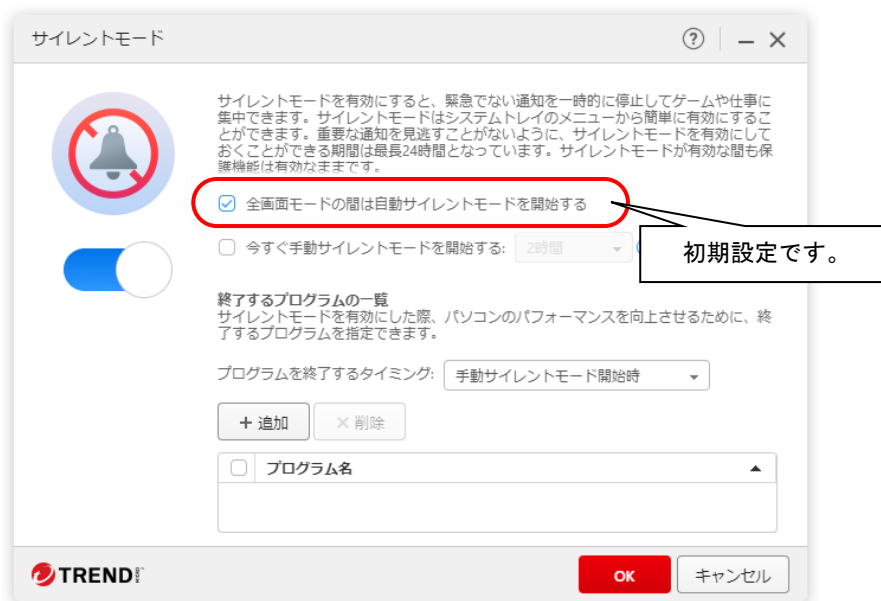 サイレントモード
サイレントモードを有効にすると、緊急でない通知を一時的に停止してゲームや仕事に
集中できます。サイレントモードはシステムトレイのメニューから簡単に有効にするこ
とができます。重要な通知を見逃すことがないように、サイレントモードを有効にして
おくことができる期間は最長24時間となっています。サイレントモードが有効な間も保
護機能は有効なままです。
全画面モードの間は自動サイレントモードを開始する
今すぐ手動サイレントモードを開始する: 2時間
初期設定です。
終了するプログラムの一覧
サイレントモードを有効にした際、パソコンのパフォーマンスを向上させるために、終
了するプログラムを指定できます。
プログラムを終了するタイミング: 手動サイレントモード開始時
+ 追加 × 削除
プログラム名
TREND
OK キャンセル